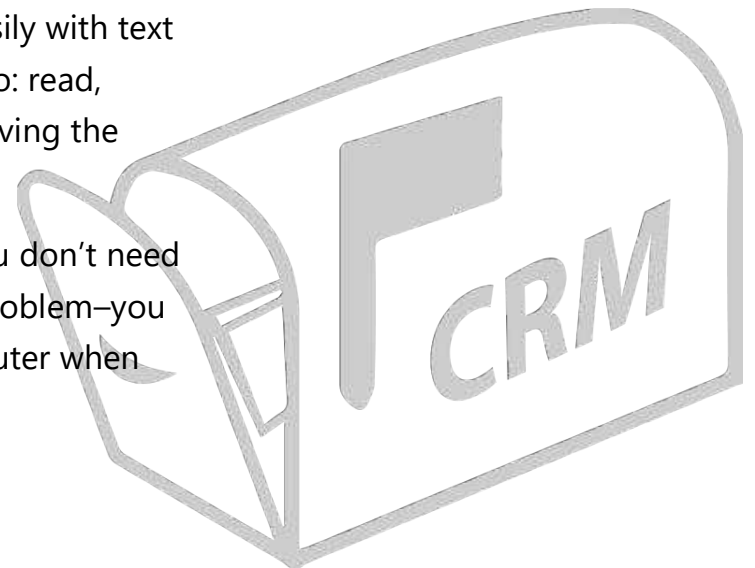 sily with text
o: read,
ving the
u don’t need
oblem–you
uter when
CRM